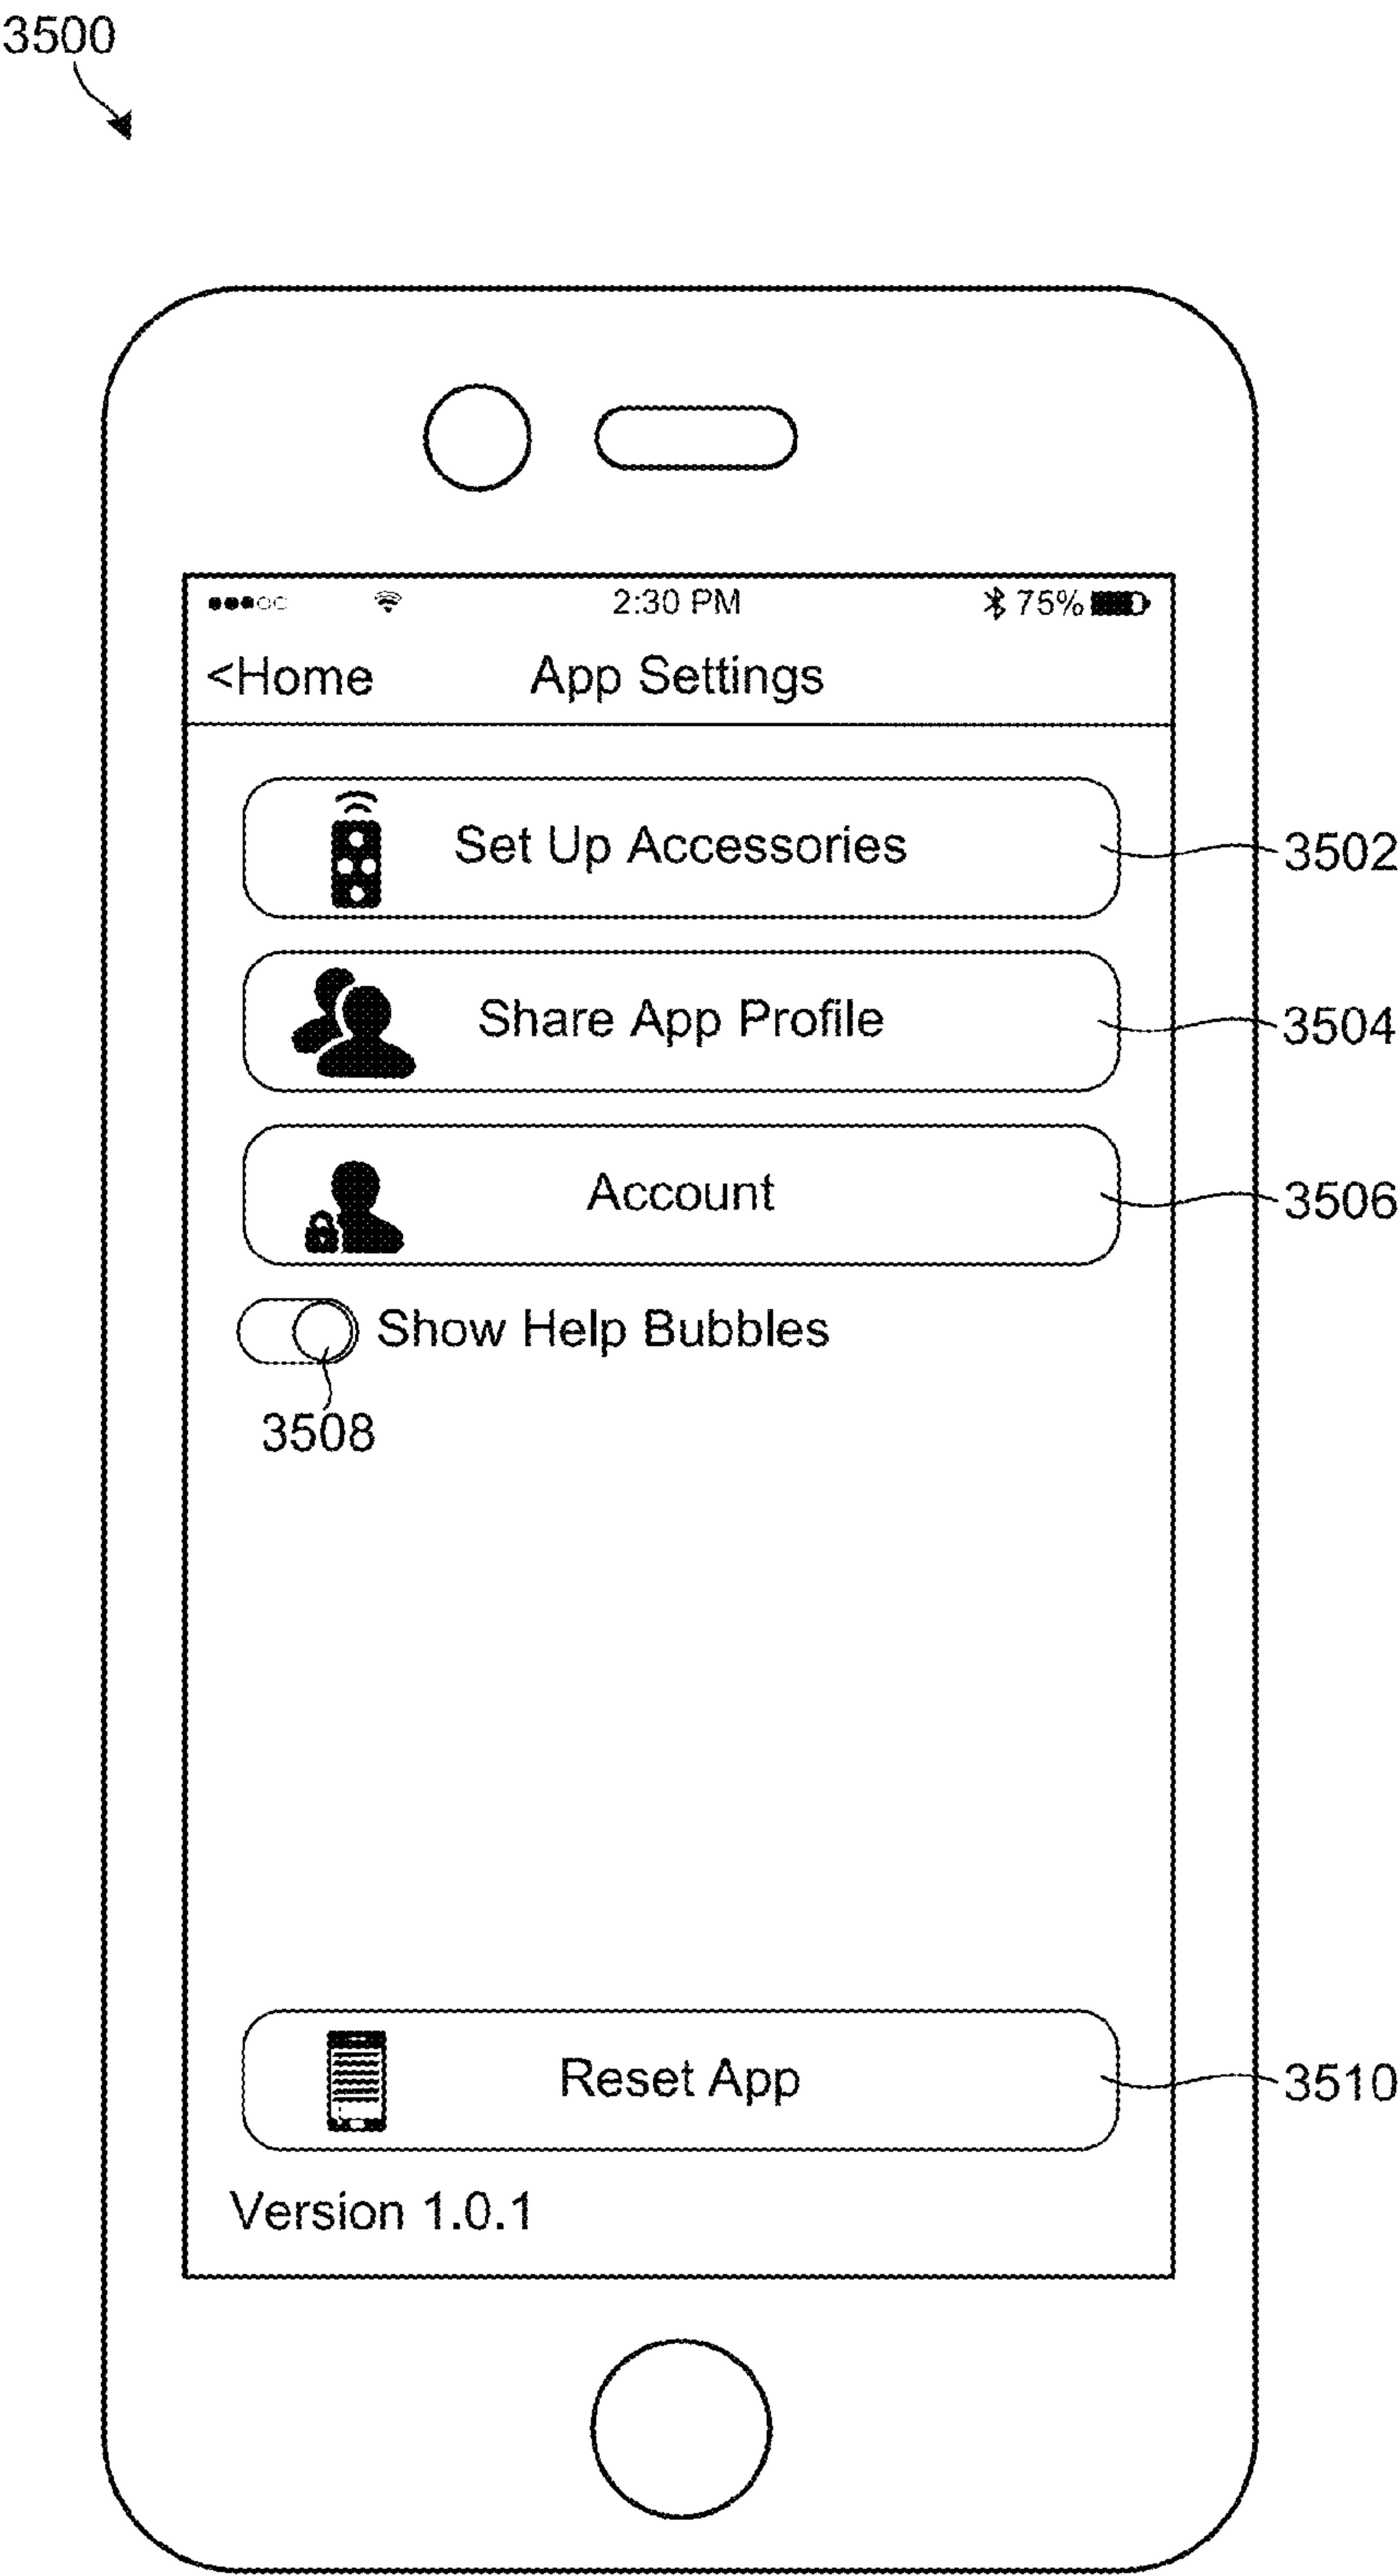 3500
2:30 PM 75%
<Home App Settings
Set Up Accessories 3502
Share App Profile 3504
Account 3506
Show Help Bubbles
3508
Reset App 3510
Version 1.0.1